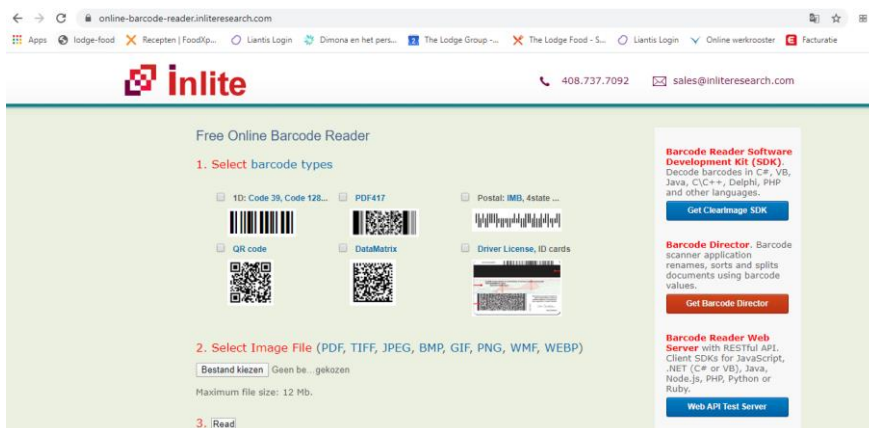 online-barcode-reader.inliteresearch.com
Apps lodge-food Recepten | FoodXp... Liantis Login Dimona en het pers... The Lodge Group -... The Lodge Food - S... Liantis Login Online werkrooster Facturatie
inlite
408.737.7092 sales@inliteresearch.com
Free Online Barcode Reader
1. Select barcode types
1D: Code 39, Code 128... PDF417 Postal: IMB, 4state ...
QR code DataMatrix Driver License, ID cards
2. Select Image File (PDF, TIFF, JPEG, BMP, GIF, PNG, WMF, WEBP)
Bestand kiezen Geen be...gekozen
Maximum file size: 12 Mb.
3. Read
Barcode Reader Software
Development Kit (SDK).
Decode barcodes in C#, VB,
Java, C\C++, Delphi, PHP
and other languages.
Get ClearImage SDK
Barcode Director. Barcode
scanner application
renames, sorts and splits
documents using barcode
values.
Get Barcode Director
Barcode Reader Web
Server with RESTful API.
Client SDKs for JavaScript,
.NET (C# or VB), Java,
Node.js, PHP, Python or
Ruby.
Web API Test Server